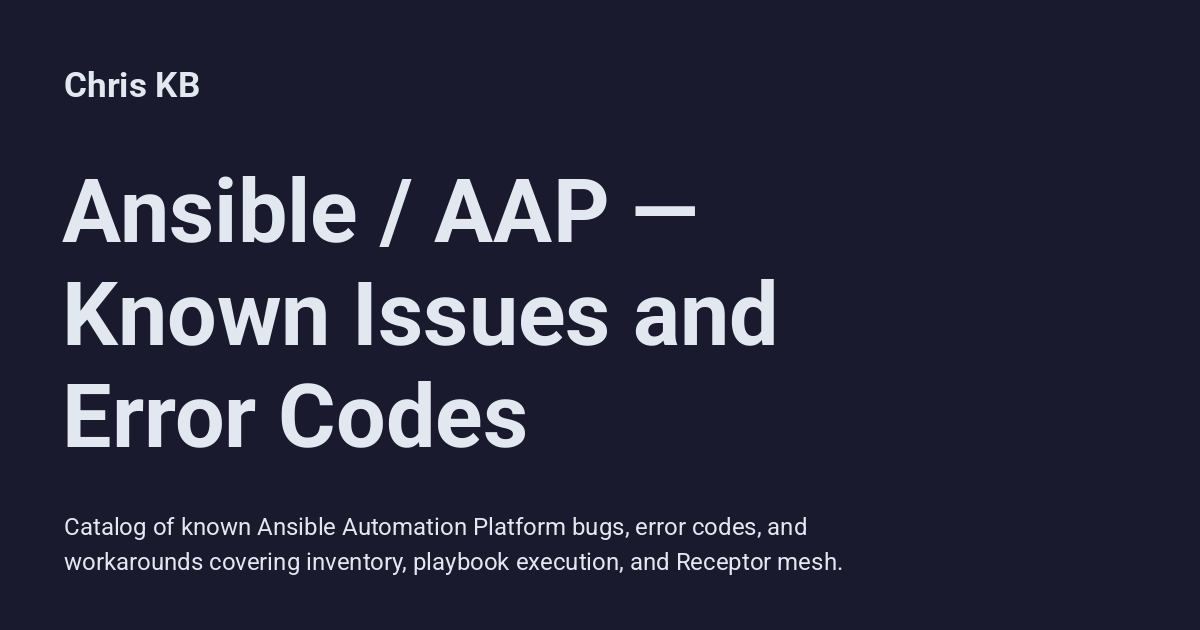 Chris KB
Ansible / AAP —
Known Issues and
Error Codes
Catalog of known Ansible Automation Platform bugs, error codes, and
workarounds covering inventory, playbook execution, and Receptor mesh.